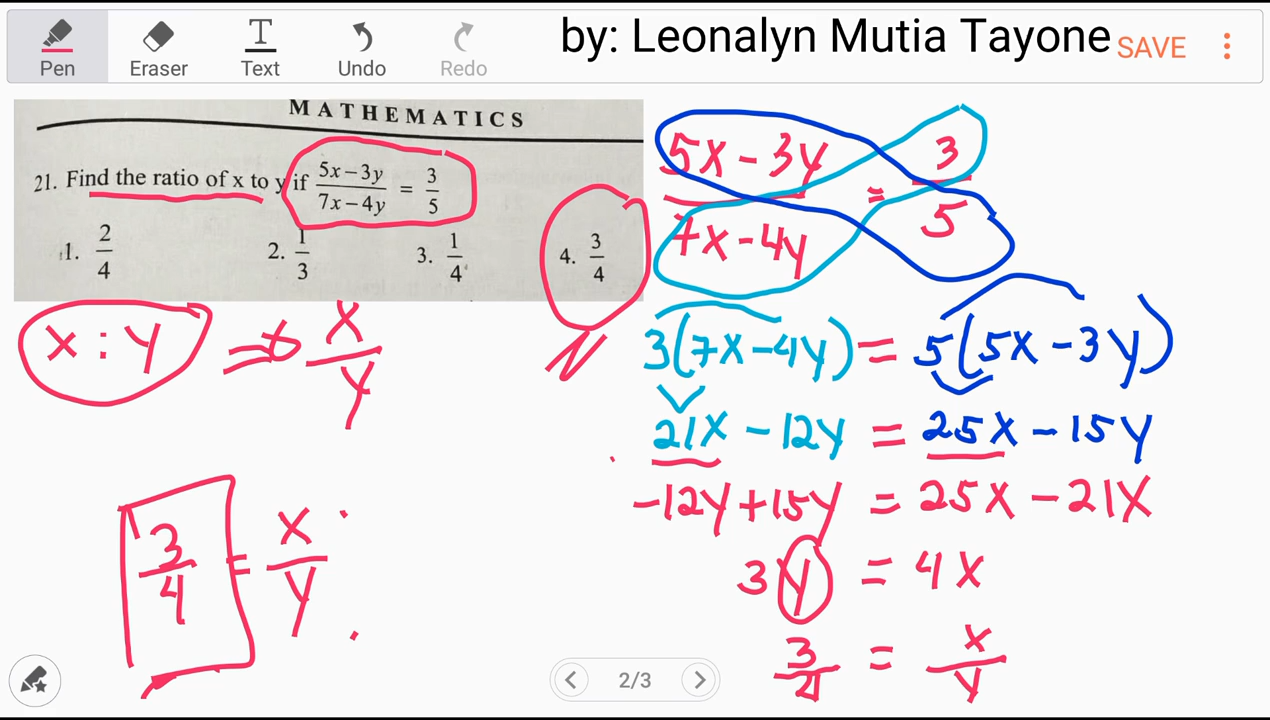 by: Leonalyn Mutia Tayone
SAVE
Pen Eraser Text Undo Redo
MATHEMATICS
21. Find the ratio of x to y if (5x-3y)/(7x-4y) = 3/5
1. 2/4 2. 1/3 3. 1/4 4. 3/4
x : y ⇒ x/y
3/4 = x/y
(5x-3y)/(7x-4y) = 3/5
3(7x-4y) = 5(5x-3y)
21x-12y = 25x-15y
-12y+15y = 25x-21x
3y = 4x
3/4 = x/y
2/3